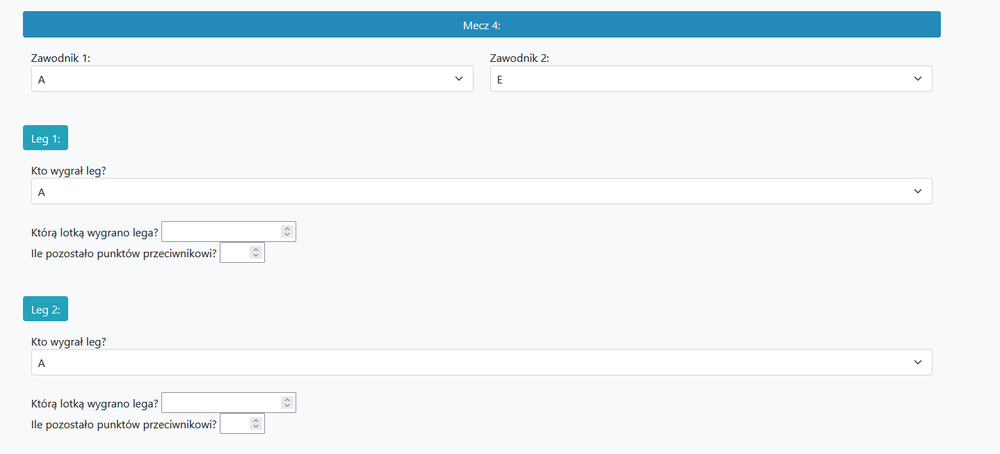 Mecz 4:
Zawodnik 1:
A
Zawodnik 2:
E
Leg 1:
Kto wygrał leg?
A
Którą lotką wygrano lega?
Ile pozostało punktów przeciwnikowi?
Leg 2:
Kto wygrał leg?
A
Którą lotką wygrano lega?
Ile pozostało punktów przeciwnikowi?